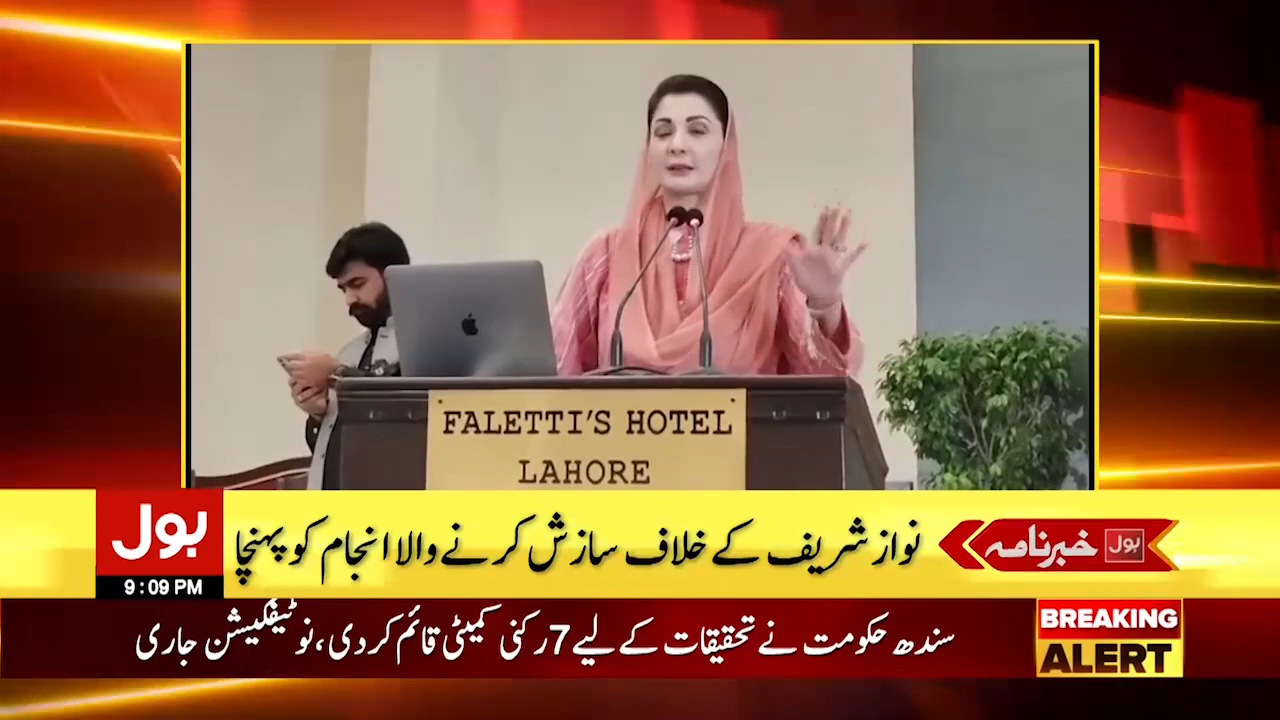 FALETTI'S HOTEL
LAHORE
بول
9:09 PM
نواز شریف کے خلاف سازش کرنے والا انجام کو پہنچا
خبرنامہ
بول
سندھ حکومت نے تحقیقات کے لیے 7 رکنی کمیٹی قائم کردی، نوٹیفکیشن جاری
BREAKING
ALERT